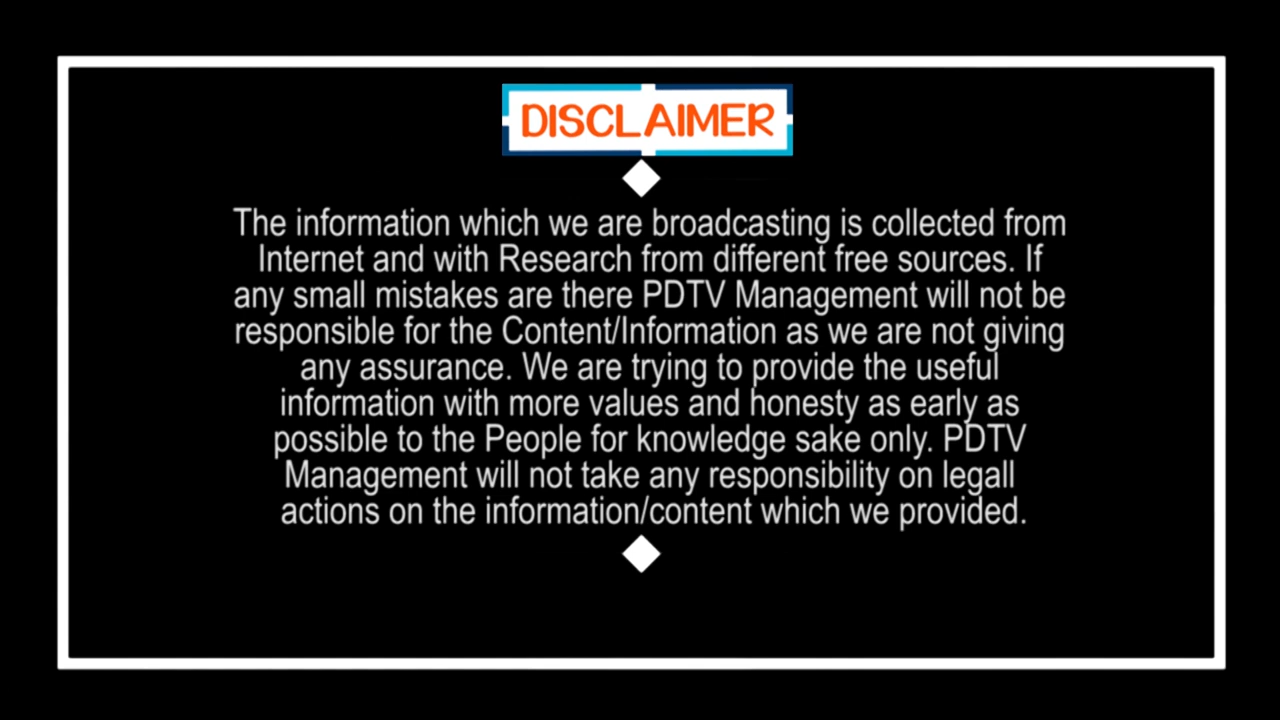 DISCLAIMER
The information which we are broadcasting is collected from
Internet and with Research from different free sources. If
any small mistakes are there PDTV Management will not be
responsible for the Content/Information as we are not giving
any assurance. We are trying to provide the useful
information with more values and honesty as early as
possible to the People for knowledge sake only. PDTV
Management will not take any responsibility on legall
actions on the information/content which we provided.